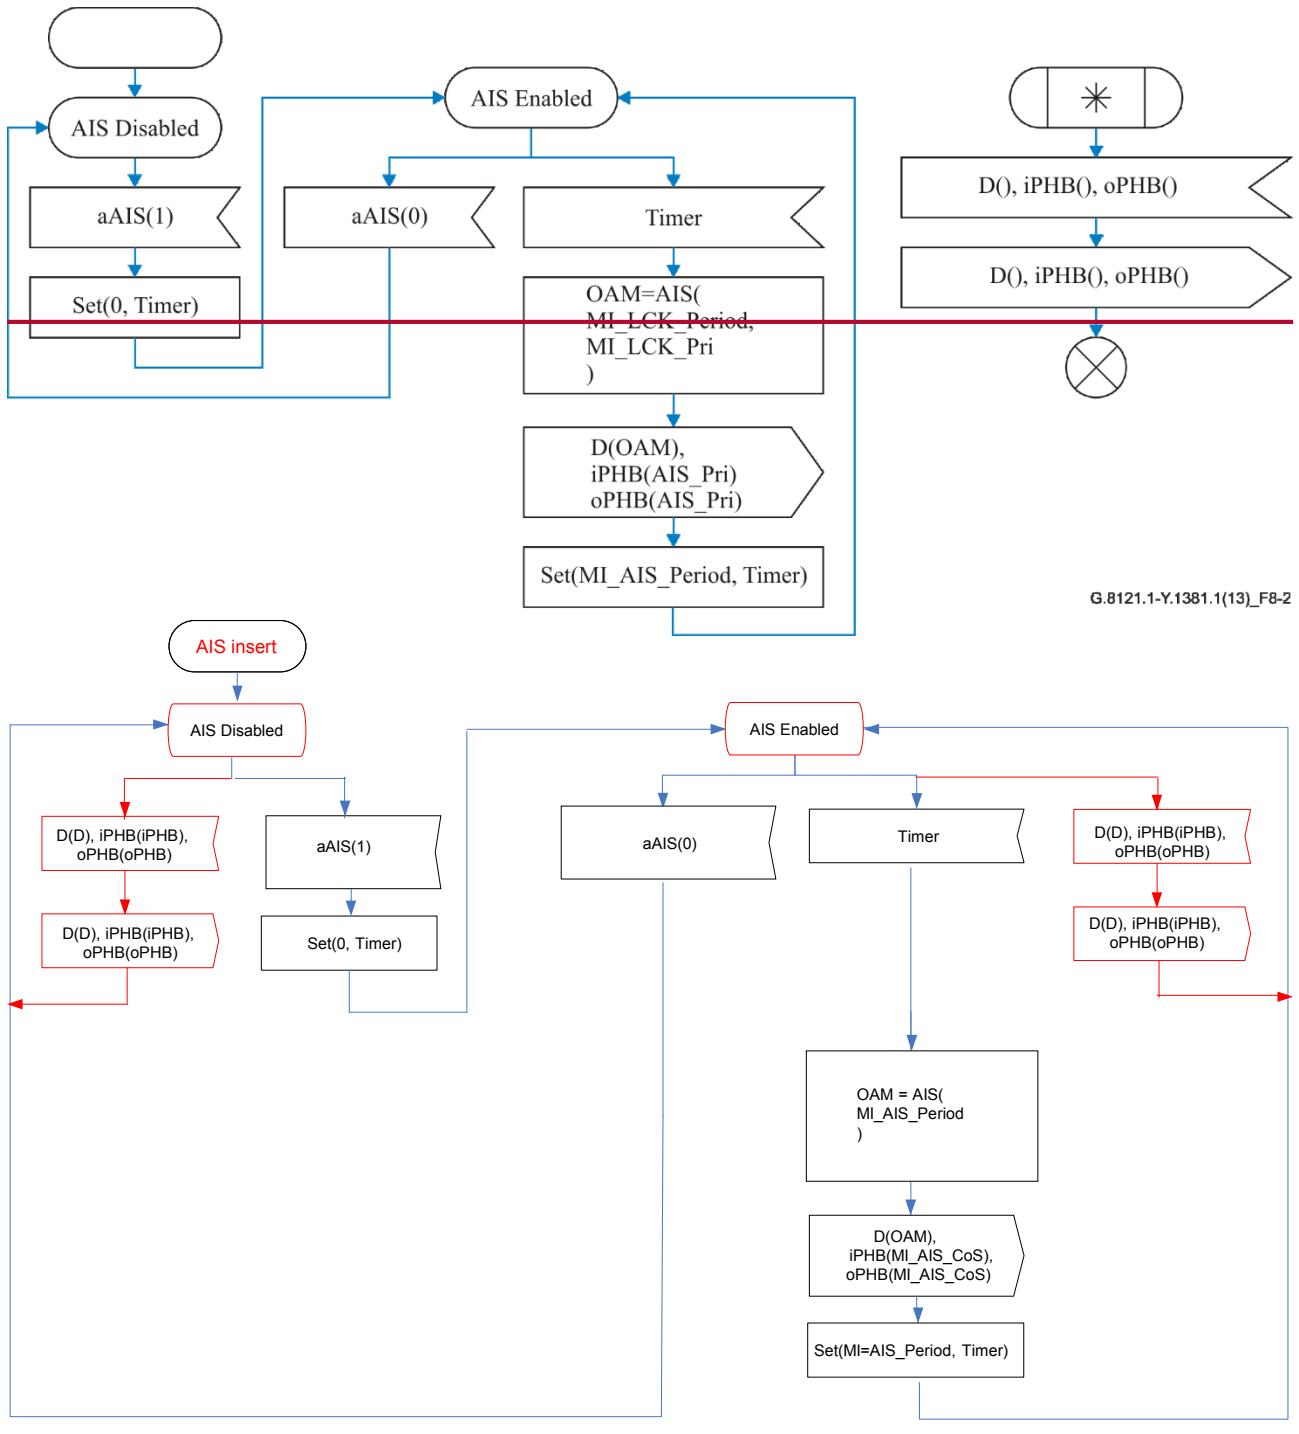 AIS Disabled
aAIS(1)
Set(0, Timer)
AIS Enabled
aAIS(0)
Timer
OAM=AIS(
MI_LCK_Period,
MI_LCK_Pri
)
D(OAM),
iPHB(AIS_Pri)
oPHB(AIS_Pri)
Set(MI_AIS_Period, Timer)
D(), iPHB(), oPHB()
D(), iPHB(), oPHB()
G.8121.1-Y.1381.1(13)_F8-2
AIS insert
AIS Disabled
D(D), iPHB(iPHB),
oPHB(oPHB)
D(D), iPHB(iPHB),
oPHB(oPHB)
aAIS(1)
Set(0, Timer)
AIS Enabled
aAIS(0)
Timer
D(D), iPHB(iPHB),
oPHB(oPHB)
D(D), iPHB(iPHB),
oPHB(oPHB)
OAM = AIS(
MI_AIS_Period
)
D(OAM),
iPHB(MI_AIS_CoS),
oPHB(MI_AIS_CoS)
Set(MI=AIS_Period, Timer)